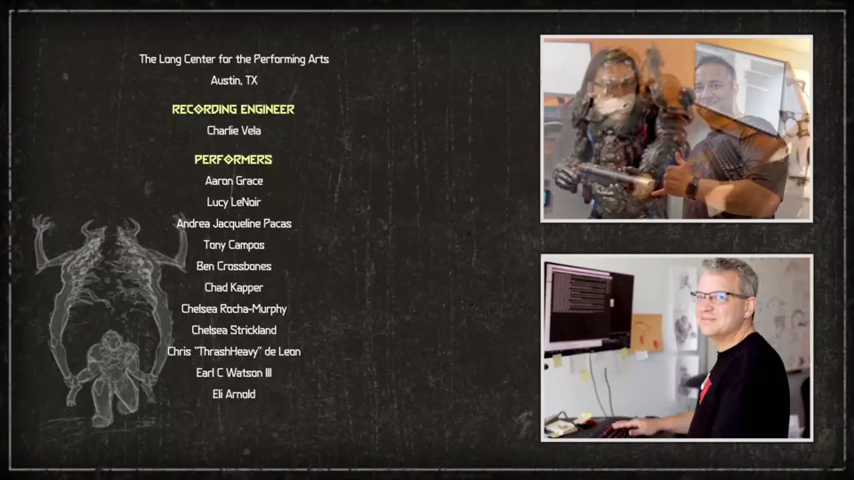 The Long Center for the Performing Arts
Austin, TX
RECORDING ENGINEER
Charlie Vela
PERFORMERS
Aaron Grace
Lucy LeNoir
Andrea Jacqueline Pacas
Tony Campos
Ben Crossbones
Chad Kapper
Chelsea Rocha-Murphy
Chelsea Strickland
Chris "ThrashHeavy" de Leon
Earl C Watson III
Eli Arnold